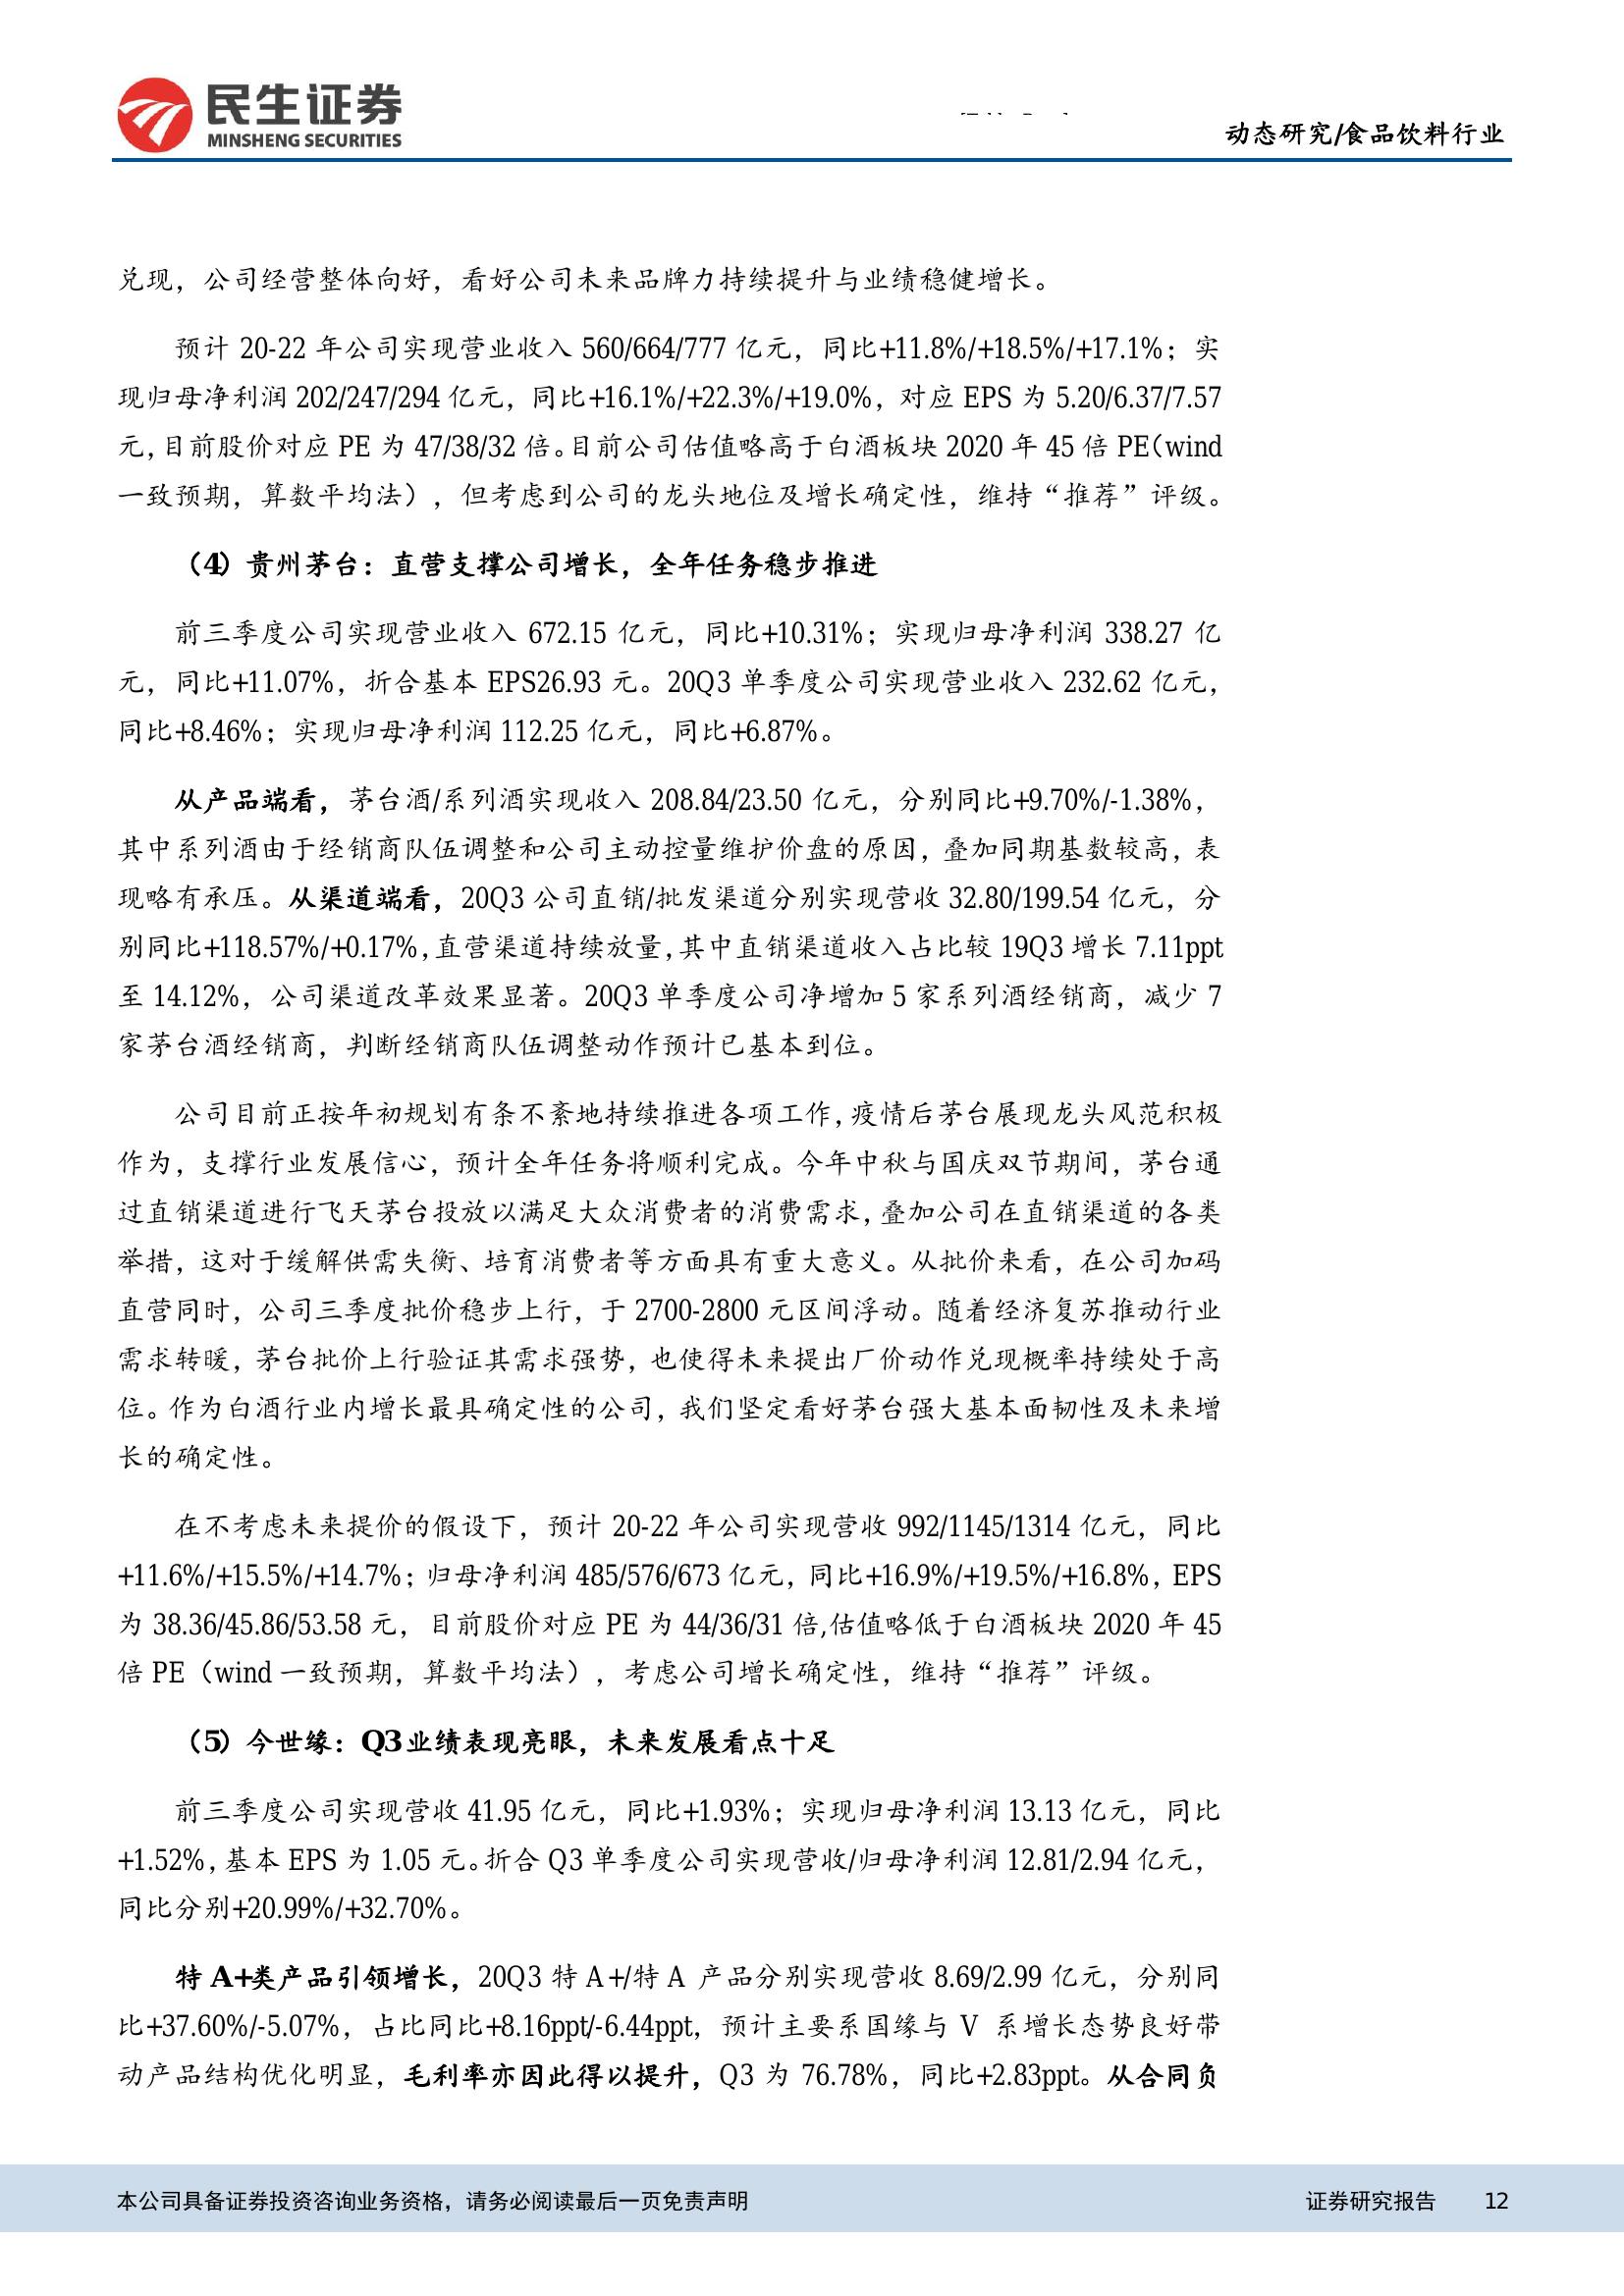 民生证券
MINSHENG SECURITIES
动态研究/食品饮料行业
兑现，公司经营整体向好，看好公司未来品牌力持续提升与业绩稳健增长。
预计 20-22 年公司实现营业收入 560/664/777 亿元，同比+11.8%/+18.5%/+17.1%；实
现归母净利润 202/247/294 亿元，同比+16.1%/+22.3%/+19.0%，对应 EPS 为 5.20/6.37/7.57
元，目前股价对应 PE 为 47/38/32 倍。目前公司估值略高于白酒板块 2020 年 45 倍 PE（wind
一致预期，算数平均法），但考虑到公司的龙头地位及增长确定性，维持“推荐”评级。
（4）贵州茅台：直营支撑公司增长，全年任务稳步推进
前三季度公司实现营业收入 672.15 亿元，同比+10.31%；实现归母净利润 338.27 亿
元，同比+11.07%，折合基本 EPS26.93 元。20Q3 单季度公司实现营业收入 232.62 亿元，
同比+8.46%；实现归母净利润 112.25 亿元，同比+6.87%。
从产品端看，茅台酒/系列酒实现收入 208.84/23.50 亿元，分别同比+9.70%/-1.38%，
其中系列酒由于经销商队伍调整和公司主动控量维护价盘的原因，叠加同期基数较高，表
现略有承压。从渠道端看，20Q3 公司直销/批发渠道分别实现营收 32.80/199.54 亿元，分
别同比+118.57%/+0.17%，直营渠道持续放量，其中直销渠道收入占比较 19Q3 增长 7.11ppt
至 14.12%，公司渠道改革效果显著。20Q3 单季度公司净增加 5 家系列酒经销商，减少 7
家茅台酒经销商，判断经销商队伍调整动作预计已基本到位。
公司目前正按年初规划有条不紊地持续推进各项工作，疫情后茅台展现龙头风范积极
作为，支撑行业发展信心，预计全年任务将顺利完成。今年中秋与国庆双节期间，茅台通
过直销渠道进行飞天茅台投放以满足大众消费者的消费需求，叠加公司在直销渠道的各类
举措，这对于缓解供需失衡、培育消费者等方面具有重大意义。从批价来看，在公司加码
直营同时，公司三季度批价稳步上行，于 2700-2800 元区间浮动。随着经济复苏推动行业
需求转暖，茅台批价上行验证其需求强势，也使得未来提出厂价动作兑现概率持续处于高
位。作为白酒行业内增长最具确定性的公司，我们坚定看好茅台强大基本面韧性及未来增
长的确定性。
在不考虑未来提价的假设下，预计 20-22 年公司实现营收 992/1145/1314 亿元，同比
+11.6%/+15.5%/+14.7%；归母净利润 485/576/673 亿元，同比+16.9%/+19.5%/+16.8%，EPS
为 38.36/45.86/53.58 元，目前股价对应 PE 为 44/36/31 倍,估值略低于白酒板块 2020 年 45
倍 PE（wind 一致预期，算数平均法），考虑公司增长确定性，维持“推荐”评级。
（5）今世缘：Q3 业绩表现亮眼，未来发展看点十足
前三季度公司实现营收 41.95 亿元，同比+1.93%；实现归母净利润 13.13 亿元，同比
+1.52%，基本 EPS 为 1.05 元。折合 Q3 单季度公司实现营收/归母净利润 12.81/2.94 亿元，
同比分别+20.99%/+32.70%。
特 A+类产品引领增长，20Q3 特 A+/特 A 产品分别实现营收 8.69/2.99 亿元，分别同
比+37.60%/-5.07%，占比同比+8.16ppt/-6.44ppt，预计主要系国缘与 V 系增长态势良好带
动产品结构优化明显，毛利率亦因此得以提升，Q3 为 76.78%，同比+2.83ppt。从合同负
本公司具备证券投资咨询业务资格，请务必阅读最后一页免责声明
证券研究报告 12